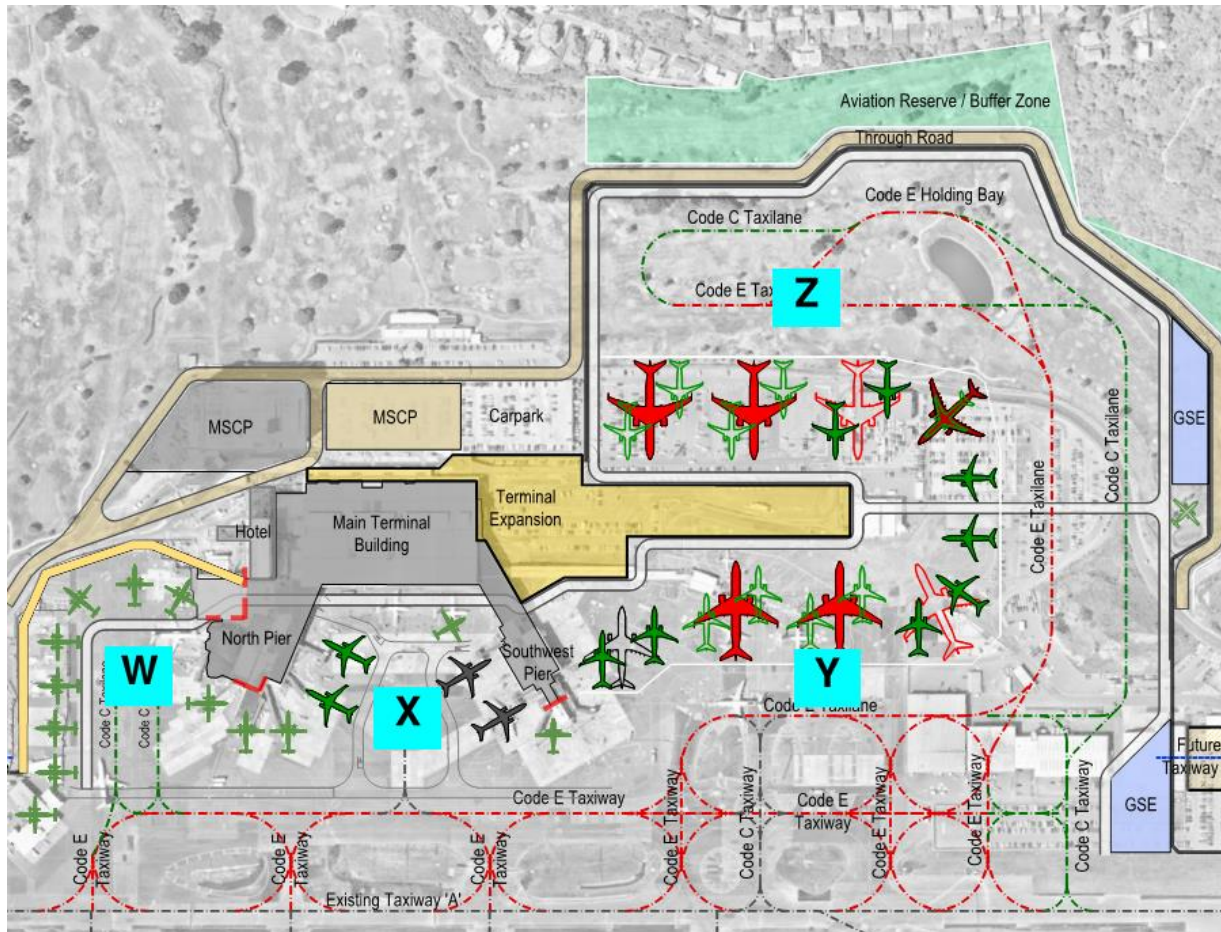 Aviation Reserve / Buffer Zone
Through Road
Code E Holding Bay
Code C Taxilane
Code E
Z
MSCP
MSCP
Carpark
GSE
Terminal
Expansion
Main Terminal
Building
Hotel
Code E Taxilane
Code C Taxilane
North Pier
Southwest
Pier
W
X
Y
Code C Taxilane
Code C
Code E Taxilane
Future
Taxiway
GSE
Code E Taxiway
Code E
Taxiway
Code E
Taxiway
Code E
Taxiway
Code E
Taxiway
Code E Taxiway
Code C Taxiway
Code E Taxiway
Code E Taxiway
Code C Taxiway
Existing Taxiway 'A'